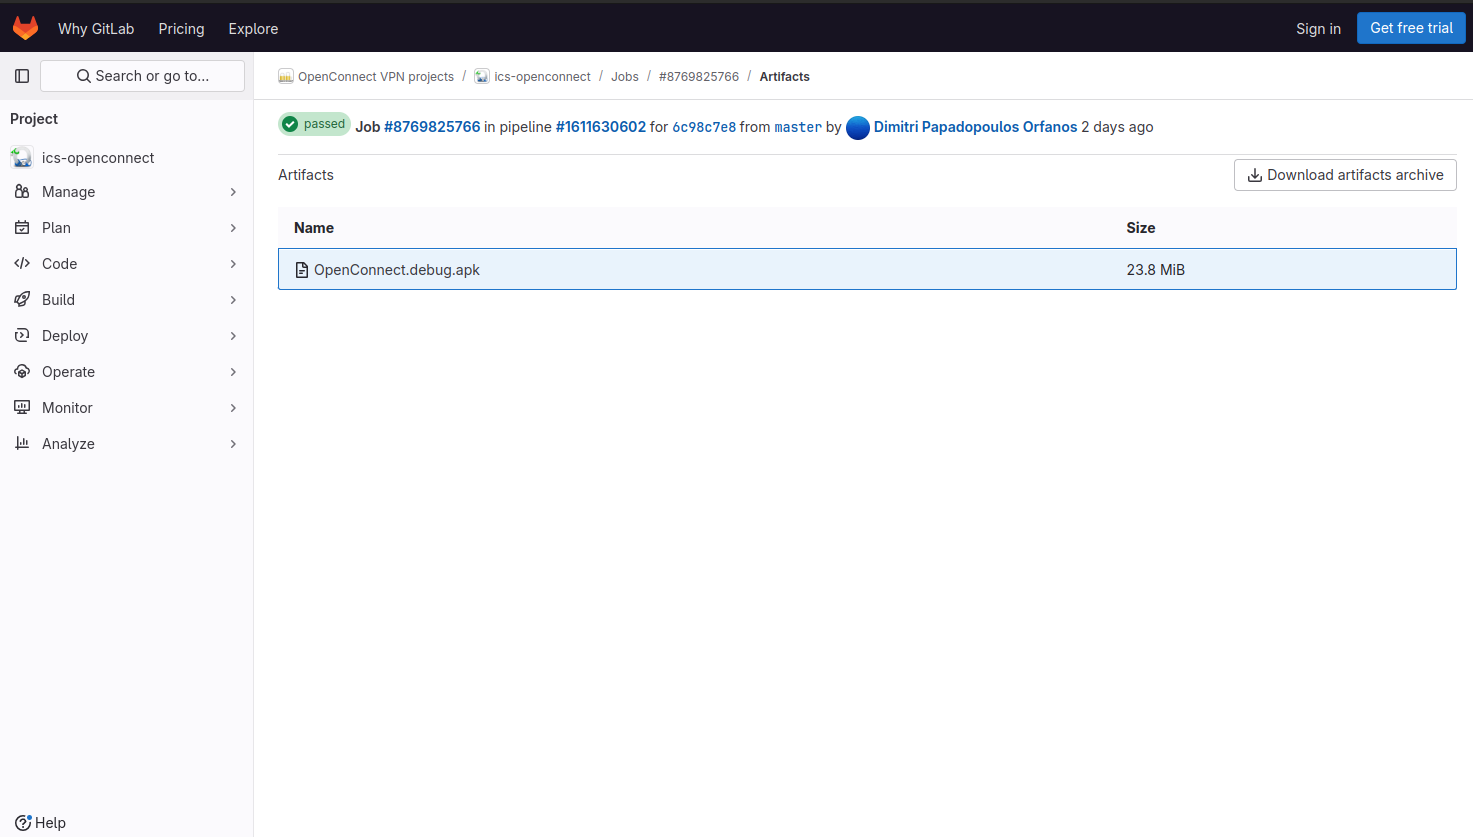 Why GitLab Pricing Explore Sign in Get free trial
Search or go to...
OpenConnect VPN projects / ics-openconnect / Jobs / #8769825766 / Artifacts
Project
ics-openconnect
Manage
Plan
Code
Build
Deploy
Operate
Monitor
Analyze
Help
passed Job #8769825766 in pipeline #1611630602 for 6c98c7e8 from master by Dimitri Papadopoulos Orfanos 2 days ago
Artifacts Download artifacts archive
Name Size
OpenConnect.debug.apk 23.8 MiB